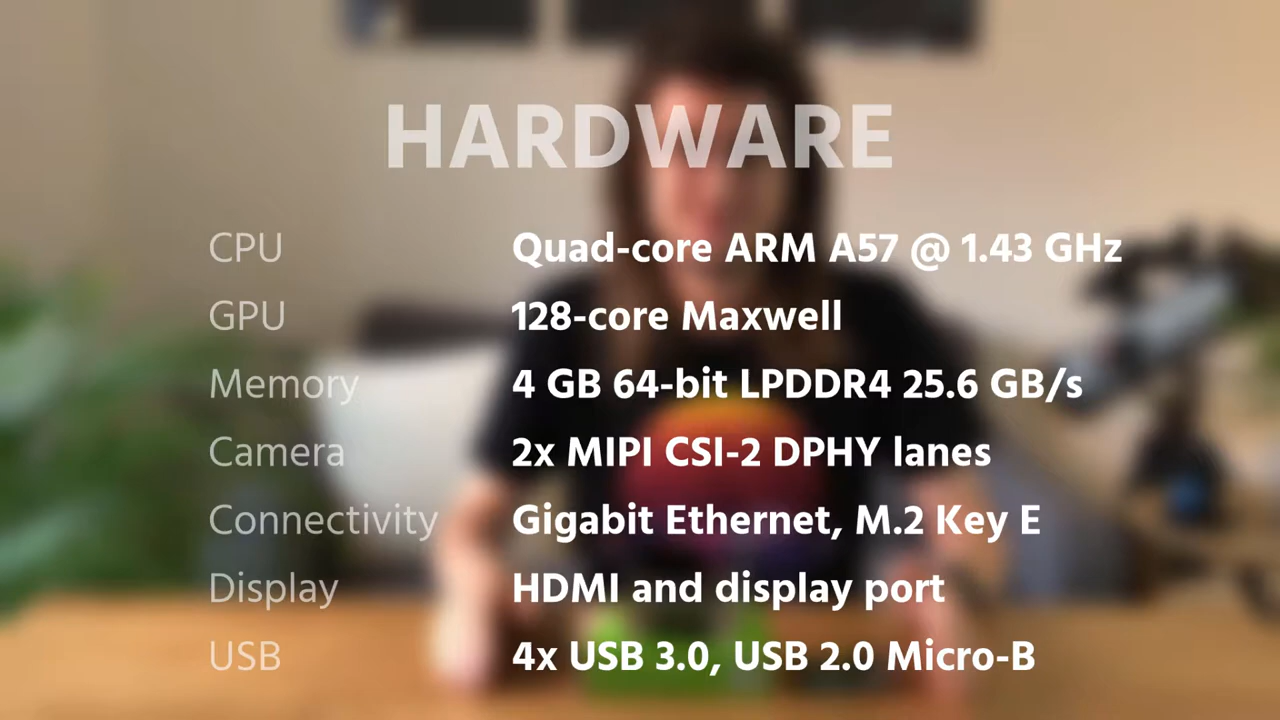 HARDWARE
CPU Quad-core ARM A57 @ 1.43 GHz
GPU 128-core Maxwell
Memory 4 GB 64-bit LPDDR4 25.6 GB/s
Camera 2x MIPI CSI-2 DPHY lanes
Connectivity Gigabit Ethernet, M.2 Key E
Display HDMI and display port
USB 4x USB 3.0, USB 2.0 Micro-B